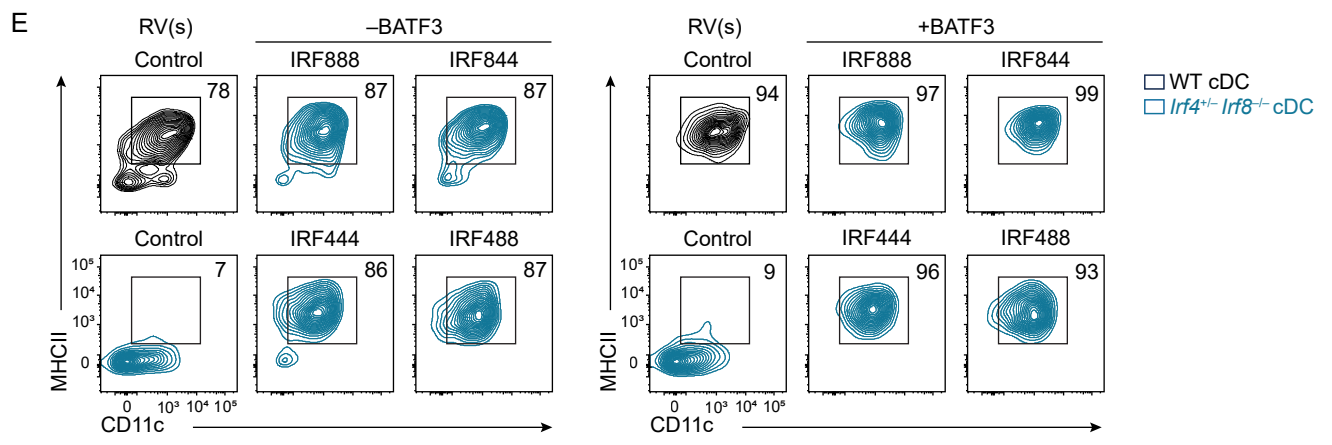 E
RV(s) –BATF3 RV(s) +BATF3
Control IRF888 IRF844 Control IRF888 IRF844
78 87 87 94 97 99
WT cDC
Irf4+/– Irf8–/– cDC
Control IRF444 IRF488 Control IRF444 IRF488
7 86 87 9 96 93
10⁵ 10⁵
10⁴ 10⁴
10³ 10³
0 0
MHCII MHCII
0 10³ 10⁴ 10⁵ 0 10³ 10⁴ 10⁵
CD11c CD11c